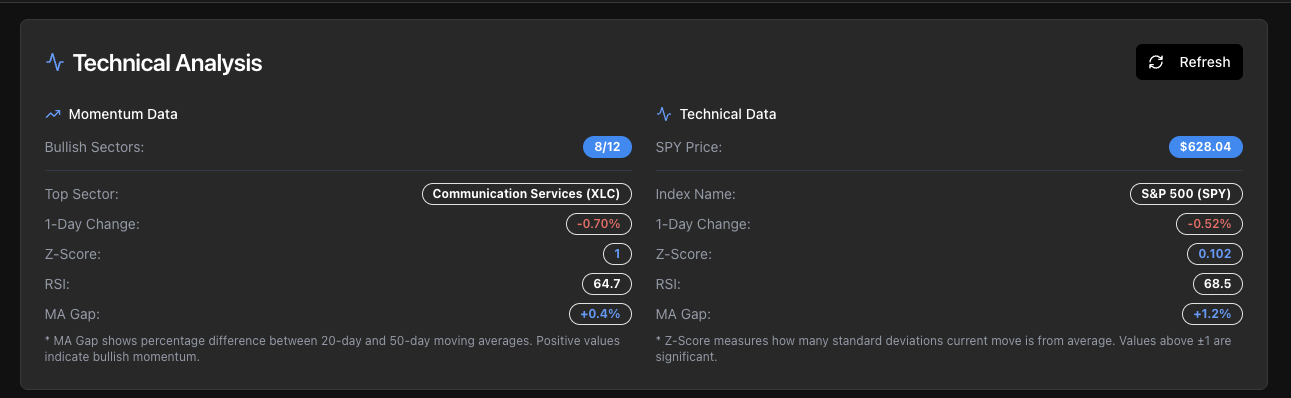 Technical Analysis
Refresh
Momentum Data
Bullish Sectors: 8/12
Top Sector: Communication Services (XLC)
1-Day Change: -0.70%
Z-Score: 1
RSI: 64.7
MA Gap: +0.4%
* MA Gap shows percentage difference between 20-day and 50-day moving averages. Positive values
indicate bullish momentum.
Technical Data
SPY Price: $628.04
Index Name: S&P 500 (SPY)
1-Day Change: -0.52%
Z-Score: 0.102
RSI: 68.5
MA Gap: +1.2%
* Z-Score measures how many standard deviations current move is from average. Values above ±1 are
significant.